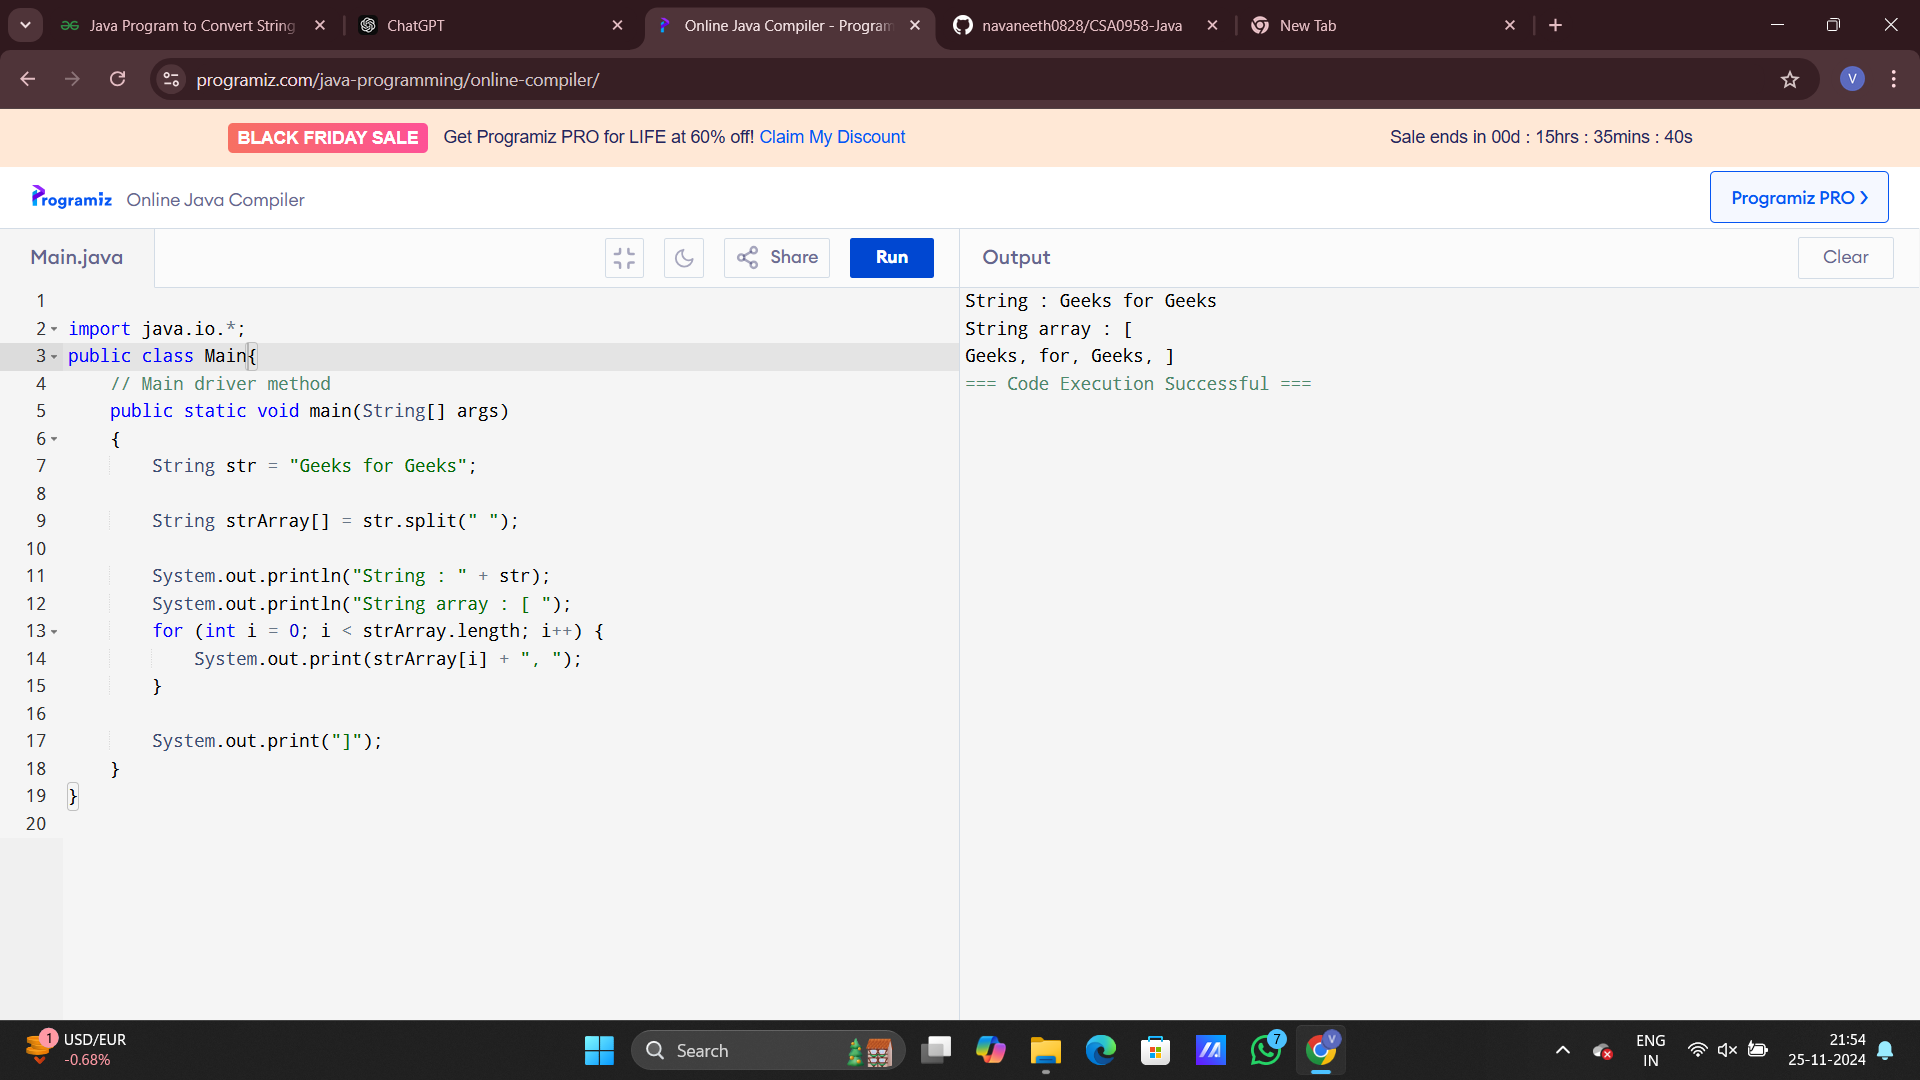 Java Program to Convert String
ChatGPT
Online Java Compiler - Program
navaneeth0828/CSA0958-Java
New Tab
programiz.com/java-programming/online-compiler/
V
BLACK FRIDAY SALE Get Programiz PRO for LIFE at 60% off! Claim My Discount
Sale ends in 00d : 15hrs : 35mins : 40s
Programiz Online Java Compiler
Programiz PRO
Main.java
Share
Run
Output
Clear
1
2 import java.io.*;
3 public class Main{
4 // Main driver method
5 public static void main(String[] args)
6 {
7 String str = "Geeks for Geeks";
8
9 String strArray[] = str.split(" ");
10
11 System.out.println("String : " + str);
12 System.out.println("String array : [ ");
13 for (int i = 0; i < strArray.length; i++) {
14 System.out.print(strArray[i] + ", ");
15 }
16
17 System.out.print("]");
18 }
19 }
20
String : Geeks for Geeks
String array : [
Geeks, for, Geeks, ]
=== Code Execution Successful ===
1
USD/EUR
-0.68%
Search
7
V
ENG
IN
21:54
25-11-2024